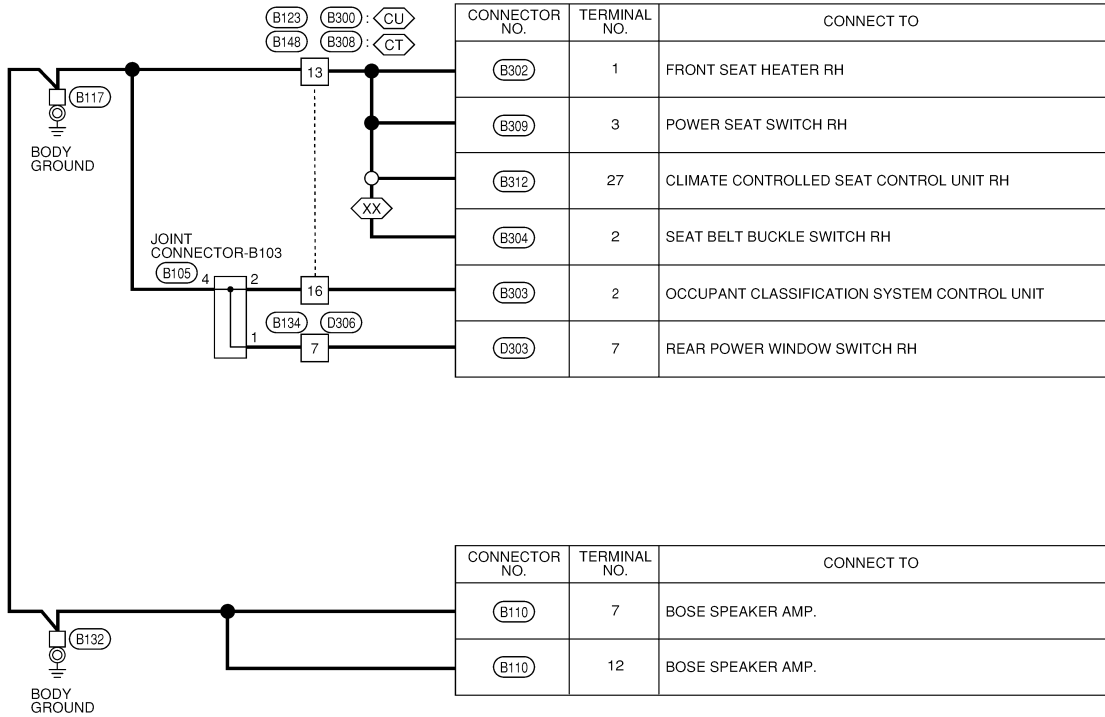 B123 B300 : CU
B148 B308 : CT
CONNECTOR NO. TERMINAL NO. CONNECT TO
13 B302 1 FRONT SEAT HEATER RH
B117
BODY
GROUND
B309 3 POWER SEAT SWITCH RH
B312 27 CLIMATE CONTROLLED SEAT CONTROL UNIT RH
XX
B304 2 SEAT BELT BUCKLE SWITCH RH
JOINT
CONNECTOR-B103
B105 4 2
16 B303 2 OCCUPANT CLASSIFICATION SYSTEM CONTROL UNIT
B134 D306
1 7 D303 7 REAR POWER WINDOW SWITCH RH
CONNECTOR NO. TERMINAL NO. CONNECT TO
B110 7 BOSE SPEAKER AMP.
B132
B110 12 BOSE SPEAKER AMP.
BODY
GROUND